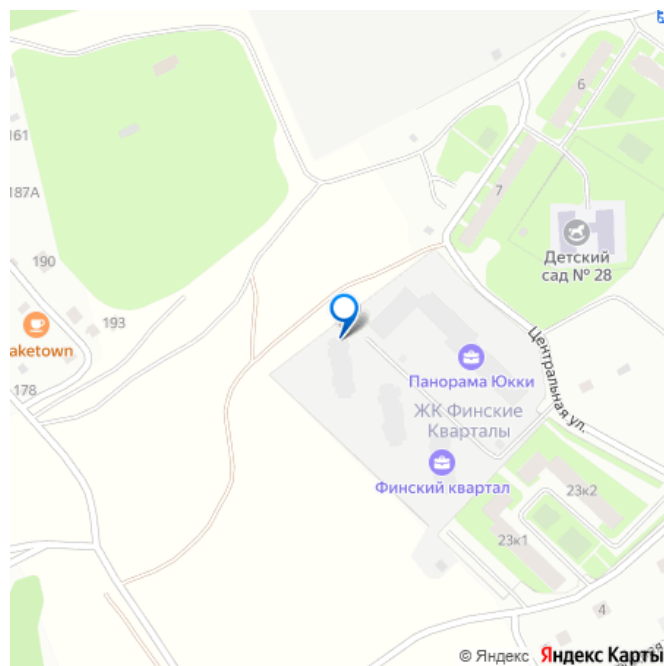 6
161
187А
7
190
Детский
сад № 28
193
aketown
178
Центральная ул.
Панорама Юкки
ЖК Финские
Кварталы
Финский квартал
23к2
23к1
4
© Яндекс Яндекс Карты